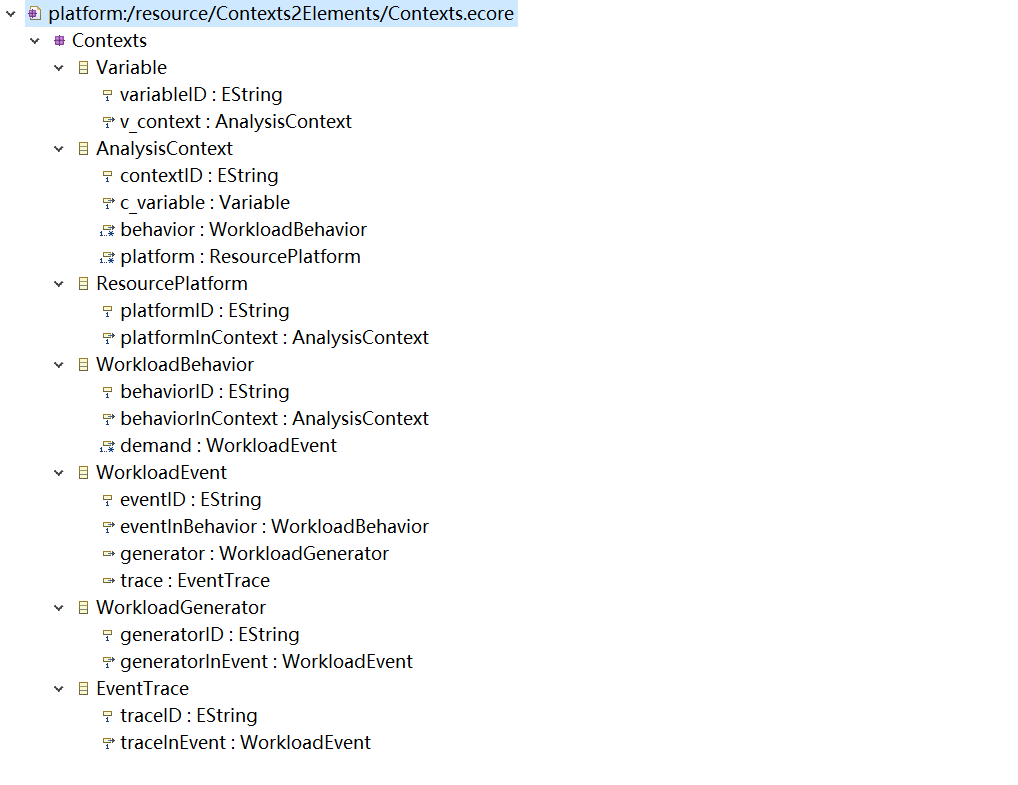 platform:/resource/Contexts2Elements/Contexts.ecore
Contexts
Variable
variableID : EString
v_context : AnalysisContext
AnalysisContext
contextID : EString
c_variable : Variable
behavior : WorkloadBehavior
platform : ResourcePlatform
ResourcePlatform
platformID : EString
platformInContext : AnalysisContext
WorkloadBehavior
behaviorID : EString
behaviorInContext : AnalysisContext
demand : WorkloadEvent
WorkloadEvent
eventID : EString
eventInBehavior : WorkloadBehavior
generator : WorkloadGenerator
trace : EventTrace
WorkloadGenerator
generatorID : EString
generatorInEvent : WorkloadEvent
EventTrace
traceID : EString
traceInEvent : WorkloadEvent